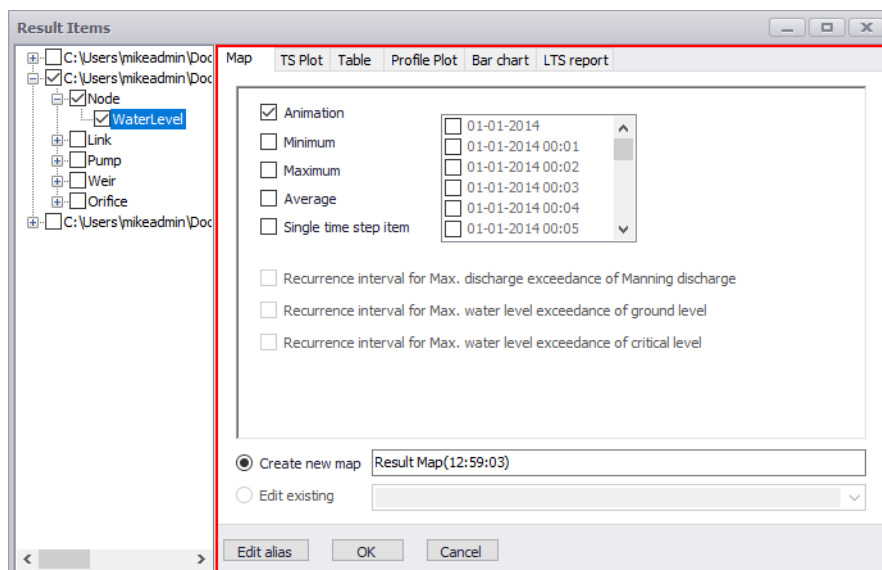 Result Items
C:\Users\mikeadmin\Doc
C:\Users\mikeadmin\Doc
Node
WaterLevel
Link
Pump
Weir
Orifice
C:\Users\mikeadmin\Doc
Map TS Plot Table Profile Plot Bar chart LTS report
Animation
Minimum
Maximum
Average
Single time step item
01-01-2014
01-01-2014 00:01
01-01-2014 00:02
01-01-2014 00:03
01-01-2014 00:04
01-01-2014 00:05
Recurrence interval for Max. discharge exceedance of Manning discharge
Recurrence interval for Max. water level exceedance of ground level
Recurrence interval for Max. water level exceedance of critical level
Create new map Result Map(12:59:03)
Edit existing
Edit alias OK Cancel